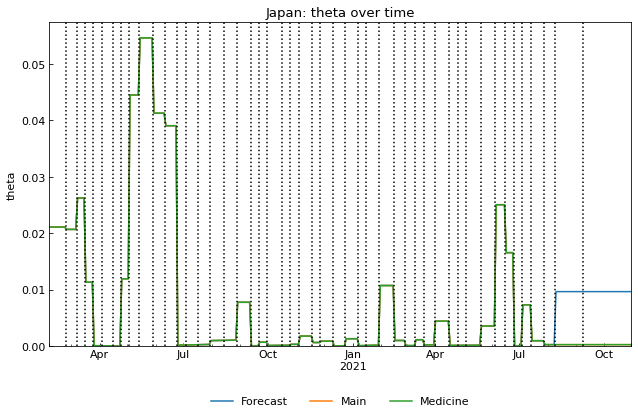 Japan: theta over time
theta
0.05
0.04
0.03
0.02
0.01
0.00
Apr Jul Oct Jan Apr Jul Oct
2021
Forecast Main Medicine